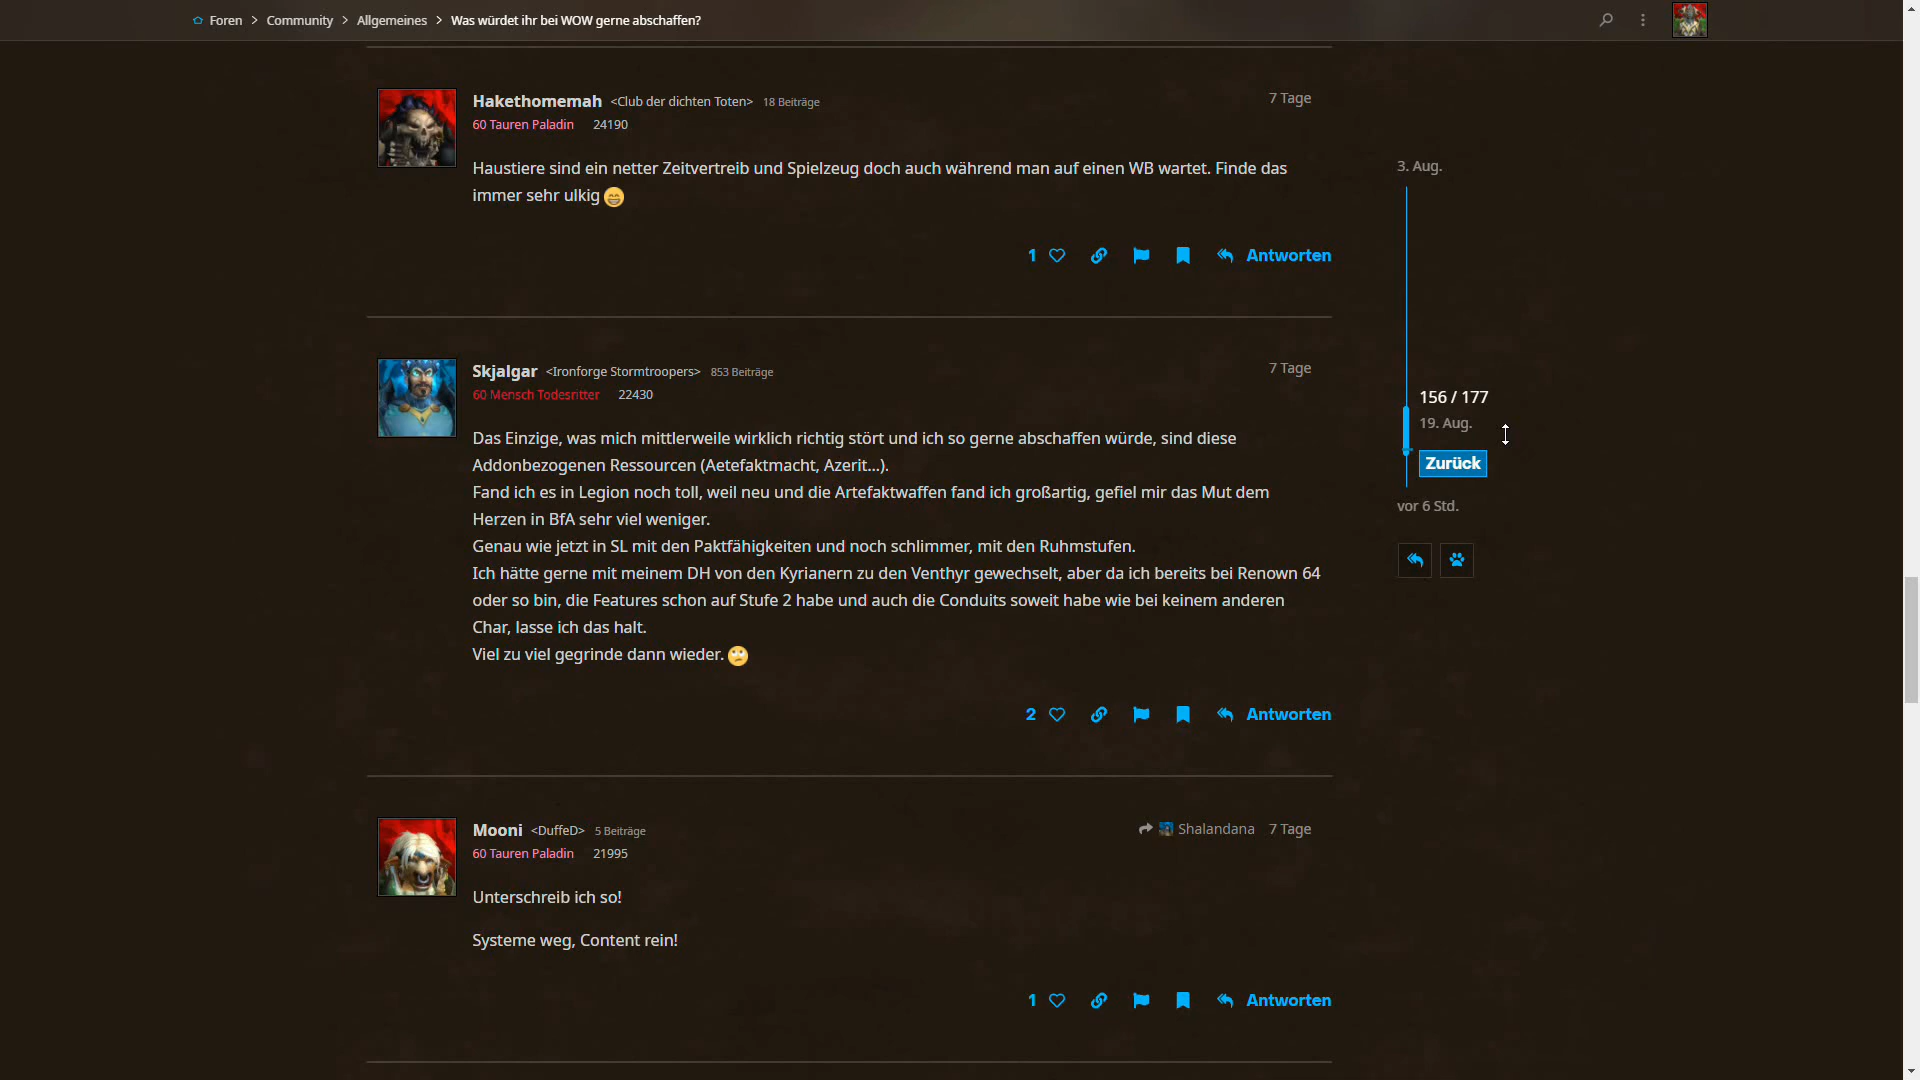 Foren > Community > Allgemeines > Was würdet ihr bei WOW gerne abschaffen?
Hakethomemah <Club der dichten Toten> 18 Beiträge
7 Tage
60 Tauren Paladin 24190
Haustiere sind ein netter Zeitvertreib und Spielzeug doch auch während man auf einen WB wartet. Finde das
immer sehr ulkig
1 Antworten
Skjalgar <Ironforge Stormtroopers> 853 Beiträge
7 Tage
60 Mensch Todesritter 22430
Das Einzige, was mich mittlerweile wirklich richtig stört und ich so gerne abschaffen würde, sind diese
Addonbezogenen Ressourcen (Aetefaktmacht, Azerit...).
Fand ich es in Legion noch toll, weil neu und die Artefaktwaffen fand ich großartig, gefiel mir das Mut dem
Herzen in BfA sehr viel weniger.
Genau wie jetzt in SL mit den Paktfähigkeiten und noch schlimmer, mit den Ruhmstufen.
Ich hätte gerne mit meinem DH von den Kyrianern zu den Venthyr gewechselt, aber da ich bereits bei Renown 64
oder so bin, die Features schon auf Stufe 2 habe und auch die Conduits soweit habe wie bei keinem anderen
Char, lasse ich das halt.
Viel zu viel gegrinde dann wieder.
2 Antworten
Mooni <DuffeD> 5 Beiträge
Shalandana 7 Tage
60 Tauren Paladin 21995
Unterschreib ich so!
Systeme weg, Content rein!
1 Antworten
3. Aug.
156 / 177
19. Aug.
Zurück
vor 6 Std.